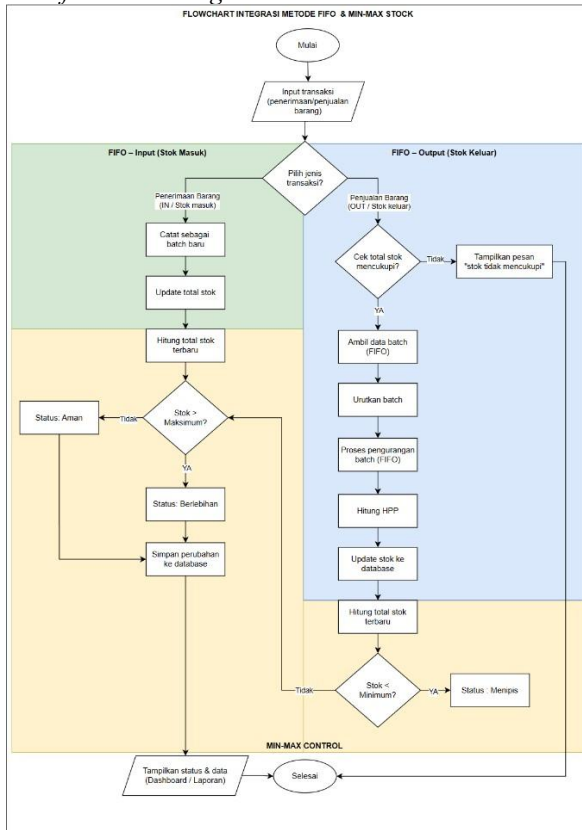 FLOWCHART INTEGRASI METODE FIFO & MIN-MAX STOCK
Mulai
Input transaksi
(penerimaan/penjualan
barang)
FIFO – Input (Stok Masuk)
FIFO – Output (Stok Keluar)
Pilih jenis
transaksi?
Penerimaan Barang
(IN / Stok masuk)
Penjualan Barang
(OUT / Stok keluar)
Catat sebagai
batch baru
Cek total stok
mencukupi?
Tidak
Tampilkan pesan
"stok tidak mencukupi"
Update total stok
YA
Hitung total stok
terbaru
Ambil data batch
(FIFO)
Status: Aman
Tidak
Stok >
Maksimum?
Urutkan batch
YA
Proses pengurangan
batch (FIFO)
Status: Berlebihan
Hitung HPP
Simpan perubahan
ke database
Update stok ke
database
Hitung total stok
terbaru
Tidak
Stok <
Minimum?
YA
Status : Menipis
MIN-MAX CONTROL
Tampilkan status & data
(Dashboard / Laporan)
Selesai